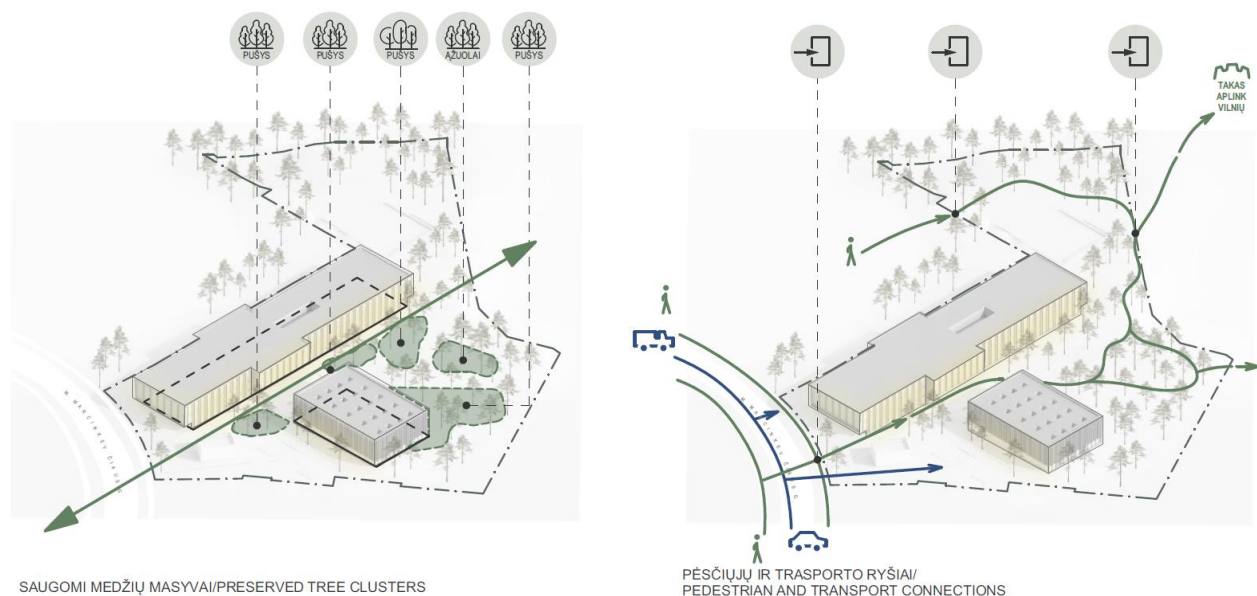 PUŠYS
PUŠYS
PUŠYS
ĄŽUOLAI
PUŠYS
TAKAS
APLINK
VILNIŲ
SAUGOMI MEDŽIŲ MASYVAI/PRESERVED TREE CLUSTERS
PĖSČIŲJŲ IR TRASPORTO RYŠIAI/
PEDESTRIAN AND TRANSPORT CONNECTIONS